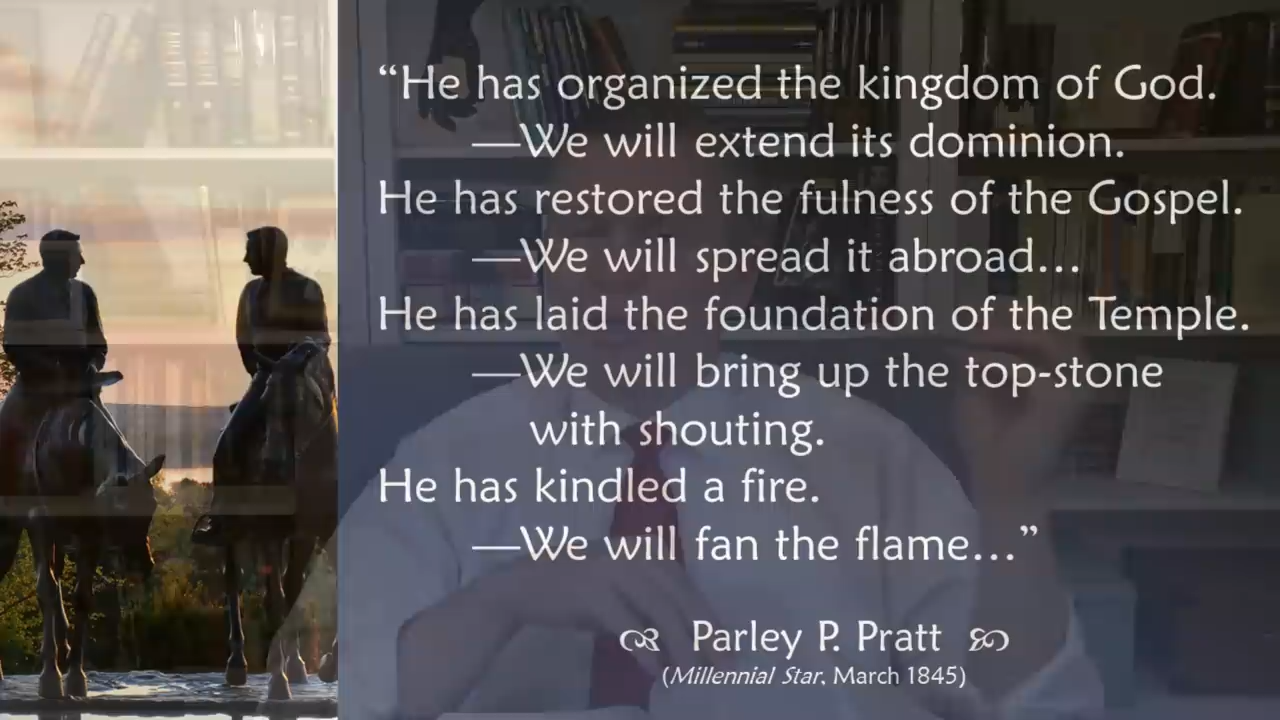 “He has organized the kingdom of God.
—We will extend its dominion.
He has restored the fulness of the Gospel.
—We will spread it abroad…
He has laid the foundation of the Temple.
—We will bring up the top-stone
with shouting.
He has kindled a fire.
—We will fan the flame…”
Parley P. Pratt
(Millennial Star, March 1845)